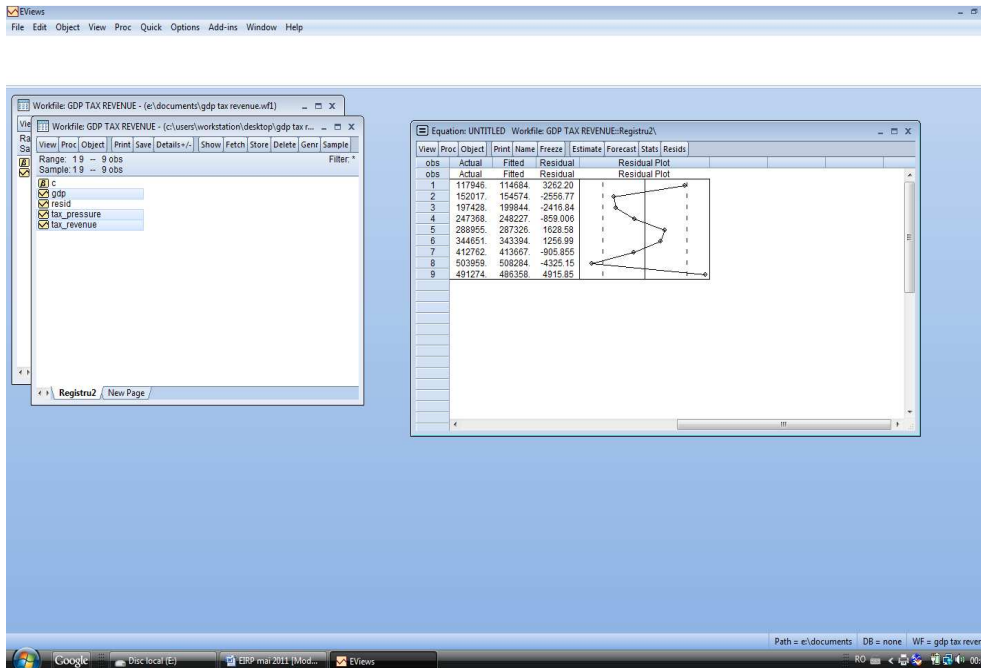 EViews
File Edit Object View Proc Quick Options Add-ins Window Help
Workfile: GDP TAX REVENUE - (e:\documents\gdp tax revenue.wf1)
Vie
Ra
Sa
Workfile: GDP TAX REVENUE - (c:\users\workstation\desktop\gdp tax r...
View Proc Object Print Save Details+/- Show Fetch Store Delete Genr Sample
Range: 1 9 -- 9 obs Filter: *
Sample: 1 9 -- 9 obs
β c
gdp
resid
tax_pressure
tax_revenue
Registru2 New Page
Equation: UNTITLED Workfile: GDP TAX REVENUE::Registru2\
View Proc Object Print Name Freeze Estimate Forecast Stats Resids
obs Actual Fitted Residual Residual Plot
obs Actual Fitted Residual Residual Plot
1 117946. 114684. 3262.20
2 152017. 154574. -2556.77
3 197428. 199844. -2416.84
4 247368. 248227. -859.006
5 288955. 287326. 1628.58
6 344651. 343394. 1256.99
7 412762. 413667. -905.855
8 503959. 508284. -4325.15
9 491274. 486358. 4915.85
Path = e:\documents DB = none WF = gdp tax rever
Google Disc local (E:) EIRP mai 2011 [Mod... EViews RO 00: